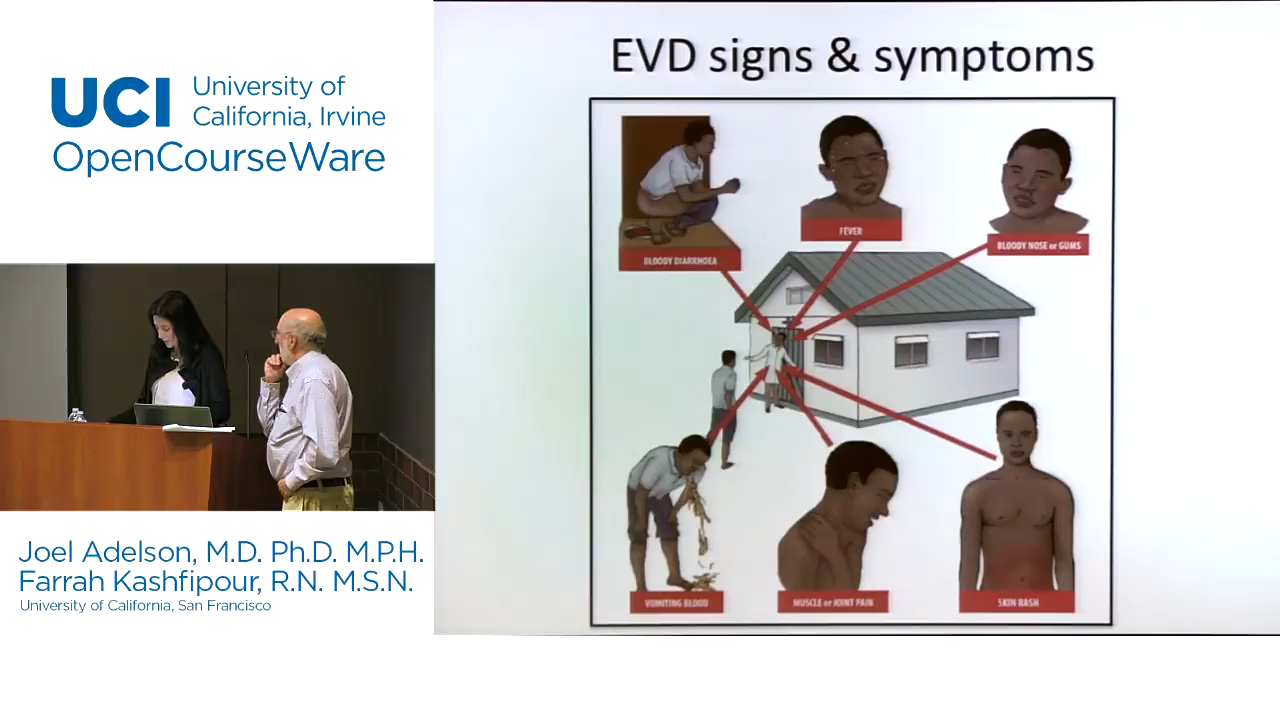 UCI University of
California, Irvine
OpenCourseWare
Joel Adelson, M.D. Ph.D. M.P.H.
Farrah Kashfipour, R.N. M.S.N.
University of California, San Francisco
EVD signs & symptoms
BLOODY DIARRHOEA
FEVER
BLOODY NOSE or GUMS
VOMITING BLOOD
MUSCLE or JOINT PAIN
SKIN RASH